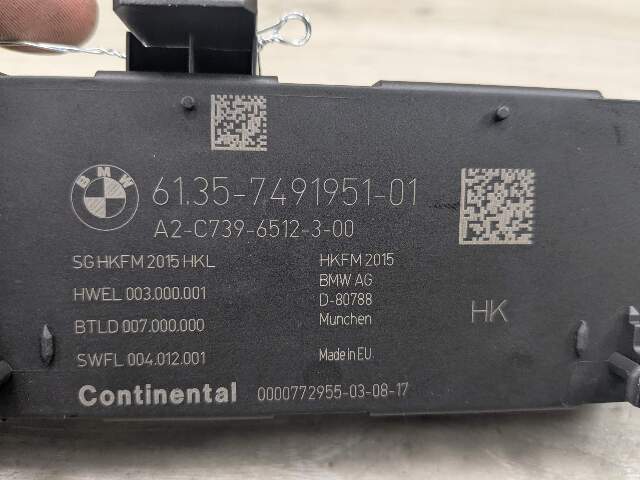 BMW
61.35-7491951-01
A2-C739-6512-3-00
SG HKFM 2015 HKL
HWEL 003.000.001
BTLD 007.000.000
SWFL 004.012.001
HKFM 2015
BMW AG
D-80788
Munchen
Made in EU
HK
Continental 0000772955-03-08-17